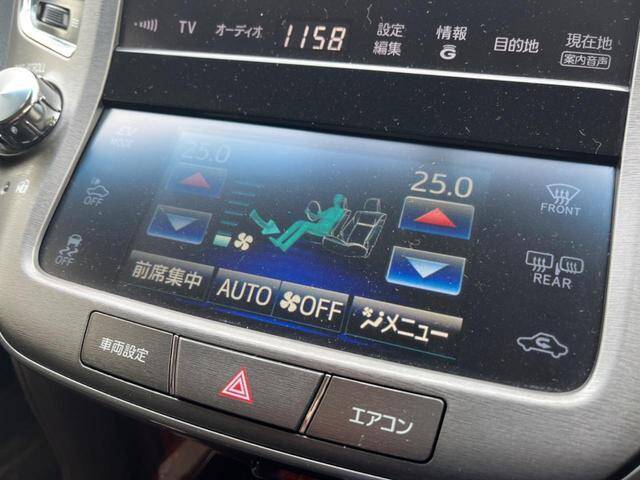 TV オーディオ 1158 設定 編集 情報 G 目的地 現在地 案内音声
EV MODE
25.0 25.0
OFF FRONT
OFF REAR
前席集中 AUTO OFF メニュー
車両設定 エアコン